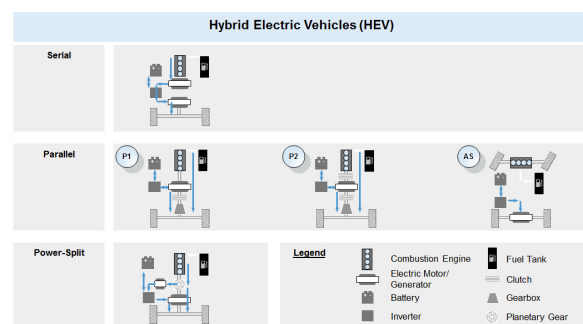 Hybrid Electric Vehicles (HEV)
Serial
Parallel
P1
P2
AS
Power-Split
Legend
Combustion Engine
Electric Motor/
Generator
Battery
Inverter
Fuel Tank
Clutch
Gearbox
Planetary Gear